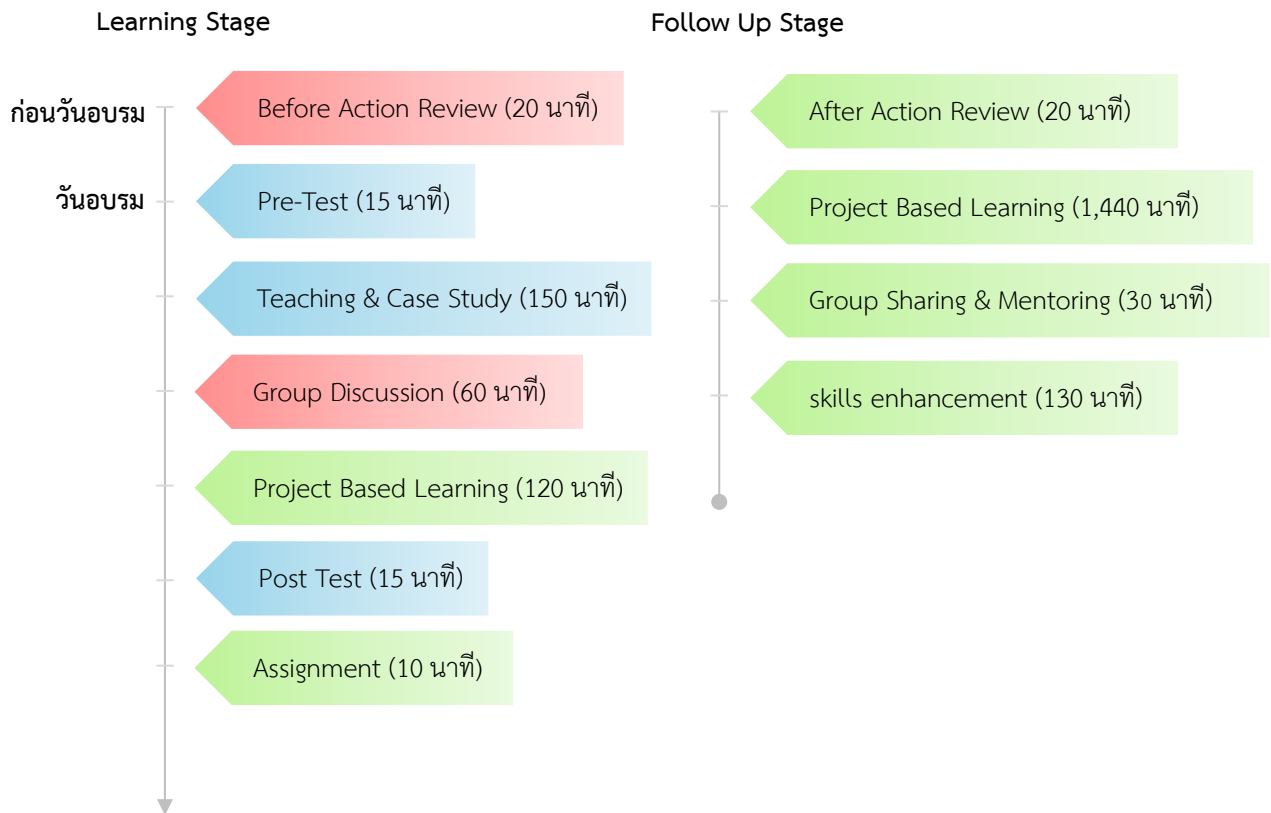 Learning Stage
ก่อนวันอบรม
Before Action Review (20 นาที)
วันอบรม
Pre-Test (15 นาที)
Teaching & Case Study (150 นาที)
Group Discussion (60 นาที)
Project Based Learning (120 นาที)
Post Test (15 นาที)
Assignment (10 นาที)
Follow Up Stage
After Action Review (20 นาที)
Project Based Learning (1,440 นาที)
Group Sharing & Mentoring (30 นาที)
skills enhancement (130 นาที)